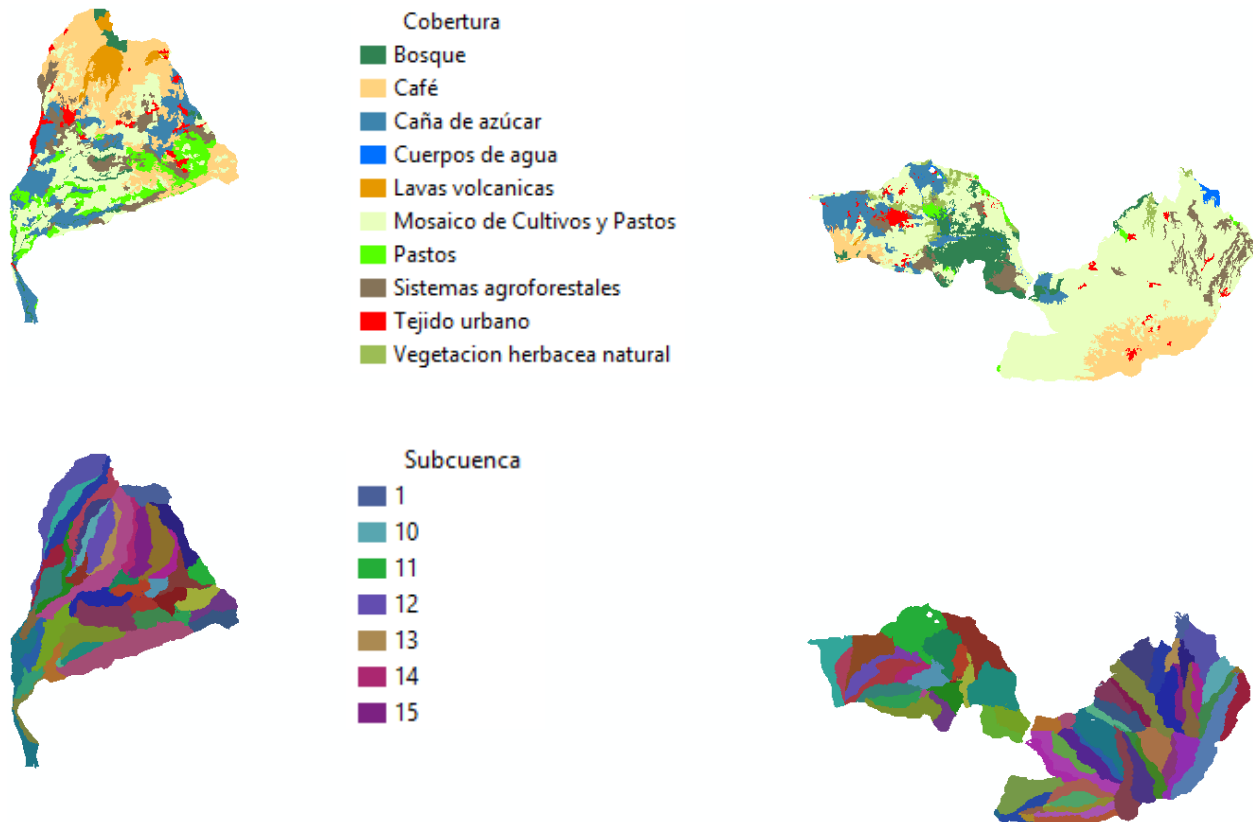 Cobertura
Bosque
Café
Caña de azúcar
Cuerpos de agua
Lavas volcanicas
Mosaico de Cultivos y Pastos
Pastos
Sistemas agroforestales
Tejido urbano
Vegetacion herbacea natural
Subcuenca
1
10
11
12
13
14
15